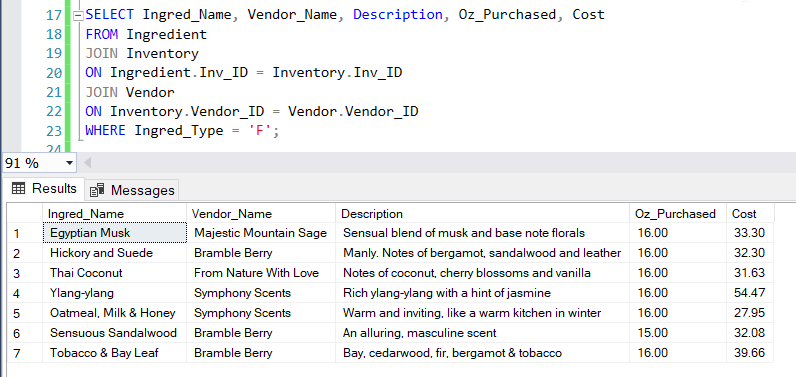 17 SELECT Ingred_Name, Vendor_Name, Description, Oz_Purchased, Cost
18 FROM Ingredient
19 JOIN Inventory
20 ON Ingredient.Inv_ID = Inventory.Inv_ID
21 JOIN Vendor
22 ON Inventory.Vendor_ID = Vendor.Vendor_ID
23 WHERE Ingred_Type = 'F';
24
91 %
Results Messages
Ingred_Name Vendor_Name Description Oz_Purchased Cost
1 Egyptian Musk Majestic Mountain Sage Sensual blend of musk and base note florals 16.00 33.30
2 Hickory and Suede Bramble Berry Manly. Notes of bergamot, sandalwood and leather 16.00 32.30
3 Thai Coconut From Nature With Love Notes of coconut, cherry blossoms and vanilla 16.00 31.63
4 Ylang-ylang Symphony Scents Rich ylang-ylang with a hint of jasmine 16.00 54.47
5 Oatmeal, Milk & Honey Symphony Scents Warm and inviting, like a warm kitchen in winter 16.00 27.95
6 Sensuous Sandalwood Bramble Berry An alluring, masculine scent 15.00 32.08
7 Tobacco & Bay Leaf Bramble Berry Bay, cedarwood, fir, bergamot & tobacco 16.00 39.66